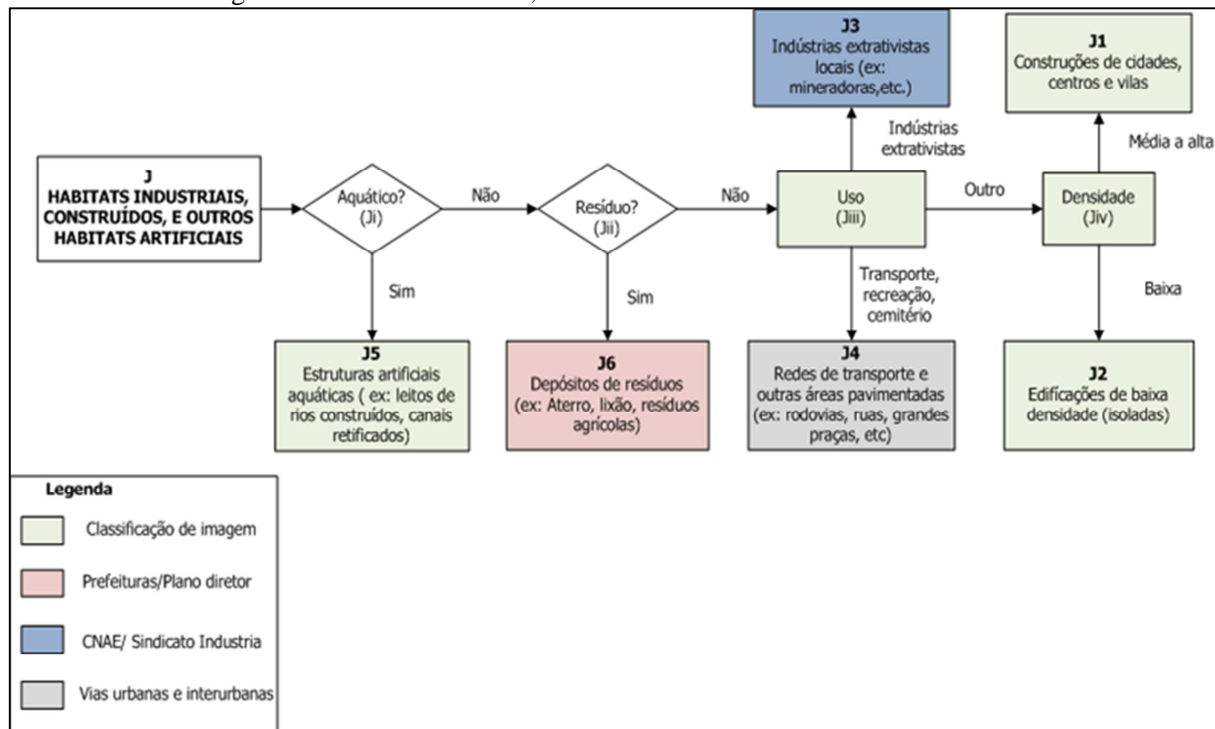 J3
Indústrias extrativistas
locais (ex:
mineradoras,etc.)
J1
Construções de cidades,
centros e vilas
Indústrias
extrativistas
Média a alta
J
HABITATS INDUSTRIAIS,
CONSTRUÍDOS, E OUTROS
HABITATS ARTIFICIAIS
Aquático?
(Ji)
Não
Resíduo?
(Jii)
Não
Uso
(Jiii)
Outro
Densidade
(Jiv)
Sim
Sim
Transporte,
recreação,
cemitério
Baixa
J5
Estruturas artificiais
aquáticas ( ex: leitos de
rios construídos, canais
retificados)
J6
Depósitos de resíduos
(ex: Aterro, lixão, resíduos
agrícolas)
J4
Redes de transporte e
outras áreas pavimentadas
(ex: rodovias, ruas, grandes
praças, etc)
J2
Edifícações de baixa
densidade (isoladas)
Legenda
Classificação de imagem
Prefeituras/Plano diretor
CNAE/ Sindicato Industria
Vias urbanas e interurbanas